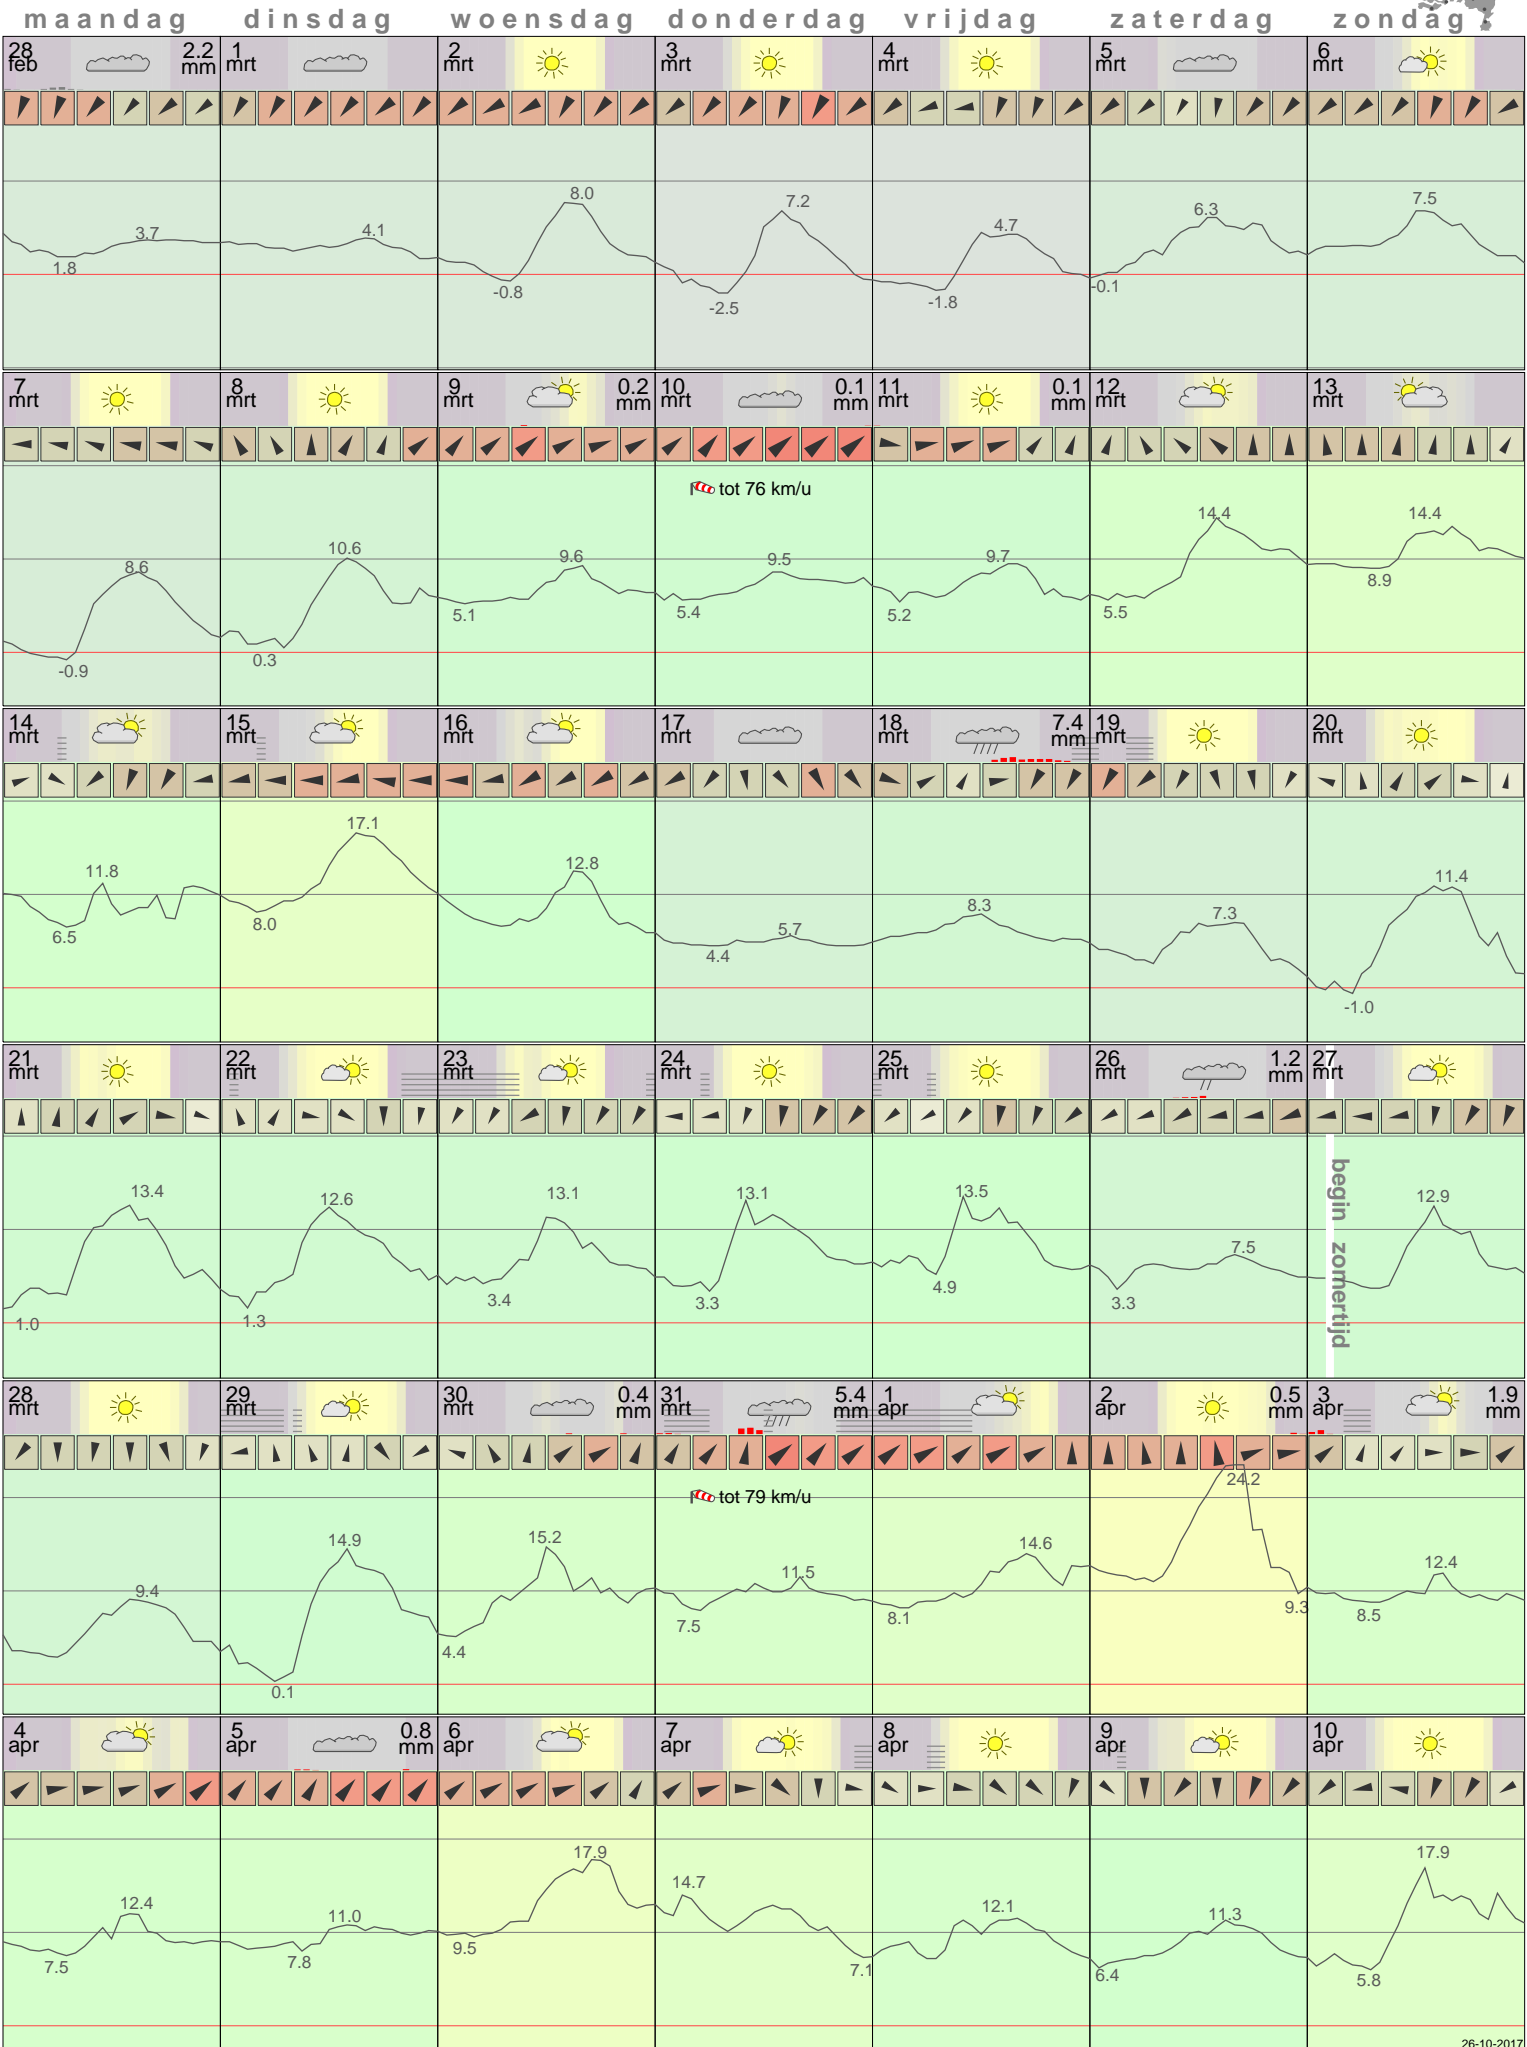 maandag dinsdag woensdag donderdag vrijdag zaterdag zondag
28 feb 2.2 mm 1 mrt 2 mrt 3 mrt 4 mrt 5 mrt 6 mrt
3.7 1.8 4.1 8.0 -0.8 7.2 -2.5 4.7 -1.8 6.3 -0.1 7.5
7 mrt 8 mrt 9 mrt 0.2 mm 10 mrt 0.1 mm 11 mrt 0.1 mm 12 mrt 13 mrt
tot 76 km/u
8.6 -0.9 10.6 0.3 9.6 5.1 9.5 5.4 9.7 5.2 14.4 5.5 14.4 8.9
14 mrt 15 mrt 16 mrt 17 mrt 18 mrt 7.4 mm 19 mrt 20 mrt
11.8 6.5 17.1 8.0 12.8 5.7 4.4 8.3 7.3 11.4 -1.0
21 mrt 22 mrt 23 mrt 24 mrt 25 mrt 26 mrt 1.2 mm 27 mrt
13.4 1.0 12.6 1.3 13.1 3.4 13.1 3.3 13.5 4.9 7.5 3.3 begin zomertijd 12.9
28 mrt 29 mrt 30 mrt 0.4 mm 31 mrt 5.4 mm 1 apr 2 apr 0.5 mm 3 apr 1.9 mm
tot 79 km/u
9.4 14.9 0.1 15.2 4.4 11.5 7.5 14.6 8.1 24.2 9.3 12.4 8.5
4 apr 5 apr 0.8 mm 6 apr 7 apr 8 apr 9 apr 10 apr
12.4 7.5 11.0 7.8 17.9 9.5 14.7 7.1 12.1 11.3 6.4 17.9 5.8
26-10-2017